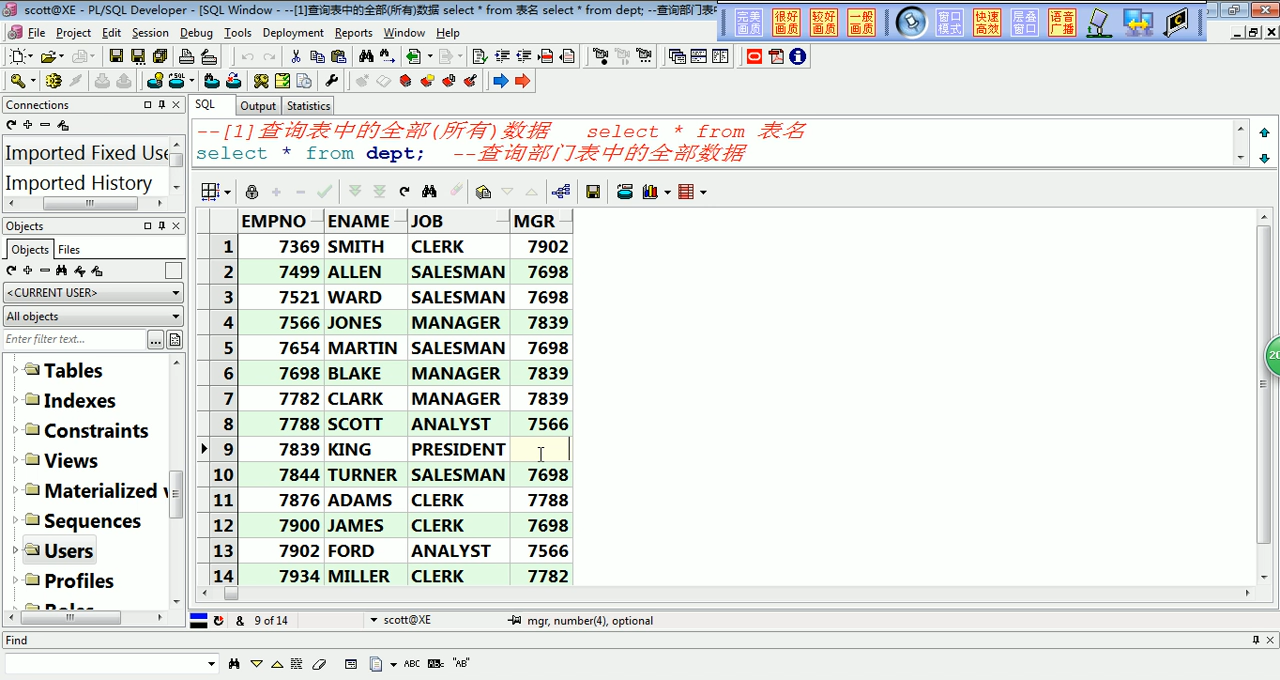 scott@XE - PL/SQL Developer - [SQL Window - --[1]查询表中的全部(所有)数据 select * from 表名 select * from dept; --查询部门表中
完美画质 很好画质 较好画质 一般画质 窗口模式 快速高效 层叠窗口 语音广播
File Project Edit Session Debug Tools Deployment Reports Window Help
Connections
SQL Output Statistics
Imported Fixed Use
Imported History
--[1]查询表中的全部(所有)数据 select * from 表名
select * from dept; --查询部门表中的全部数据
Objects
Objects Files
<CURRENT USER>
All objects
Enter filter text...
Tables
Indexes
Constraints
Views
Materialized
Sequences
Users
Profiles
EMPNO ENAME JOB MGR
1 7369 SMITH CLERK 7902
2 7499 ALLEN SALESMAN 7698
3 7521 WARD SALESMAN 7698
4 7566 JONES MANAGER 7839
5 7654 MARTIN SALESMAN 7698
6 7698 BLAKE MANAGER 7839
7 7782 CLARK MANAGER 7839
8 7788 SCOTT ANALYST 7566
9 7839 KING PRESIDENT
10 7844 TURNER SALESMAN 7698
11 7876 ADAMS CLERK 7788
12 7900 JAMES CLERK 7698
13 7902 FORD ANALYST 7566
14 7934 MILLER CLERK 7782
& 9 of 14 scott@XE mgr, number(4), optional
Find
ABC "AB"
20